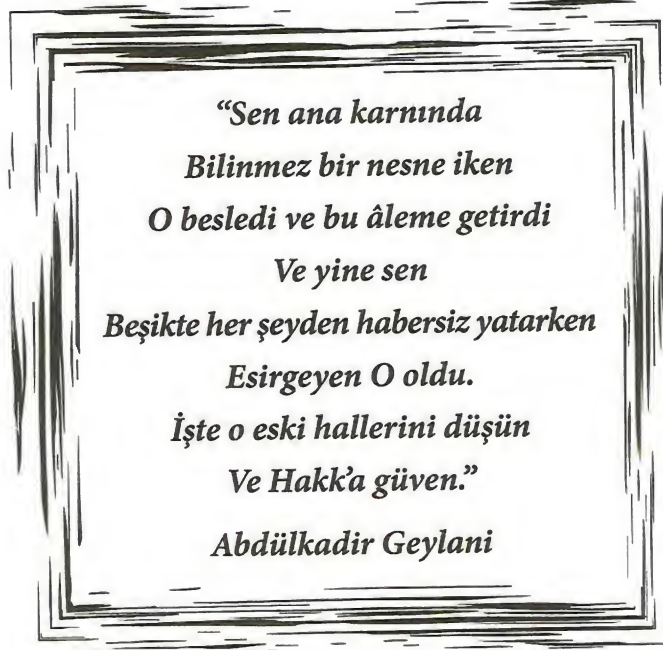 “Sen ana karnında
Bilinmez bir nesne iken
O besledi ve bu âleme getirdi
Ve yine sen
Beşikte her şeyden habersiz yatarken
Esirgeyen O oldu.
İşte o eski hallerini düşün
Ve Hakk’a güven.”
Abdülkadir Geylani